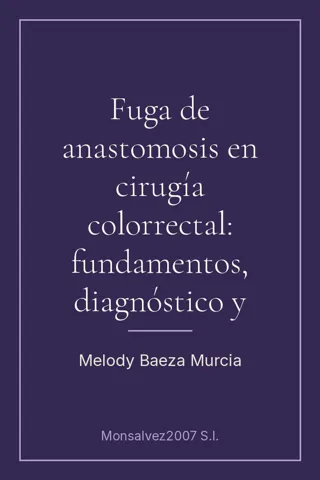 Fuga de
anastomosis en
cirugía
colorrectal:
fundamentos,
diagnóstico y
Melody Baeza Murcia
Monsalvez2007 S.l.